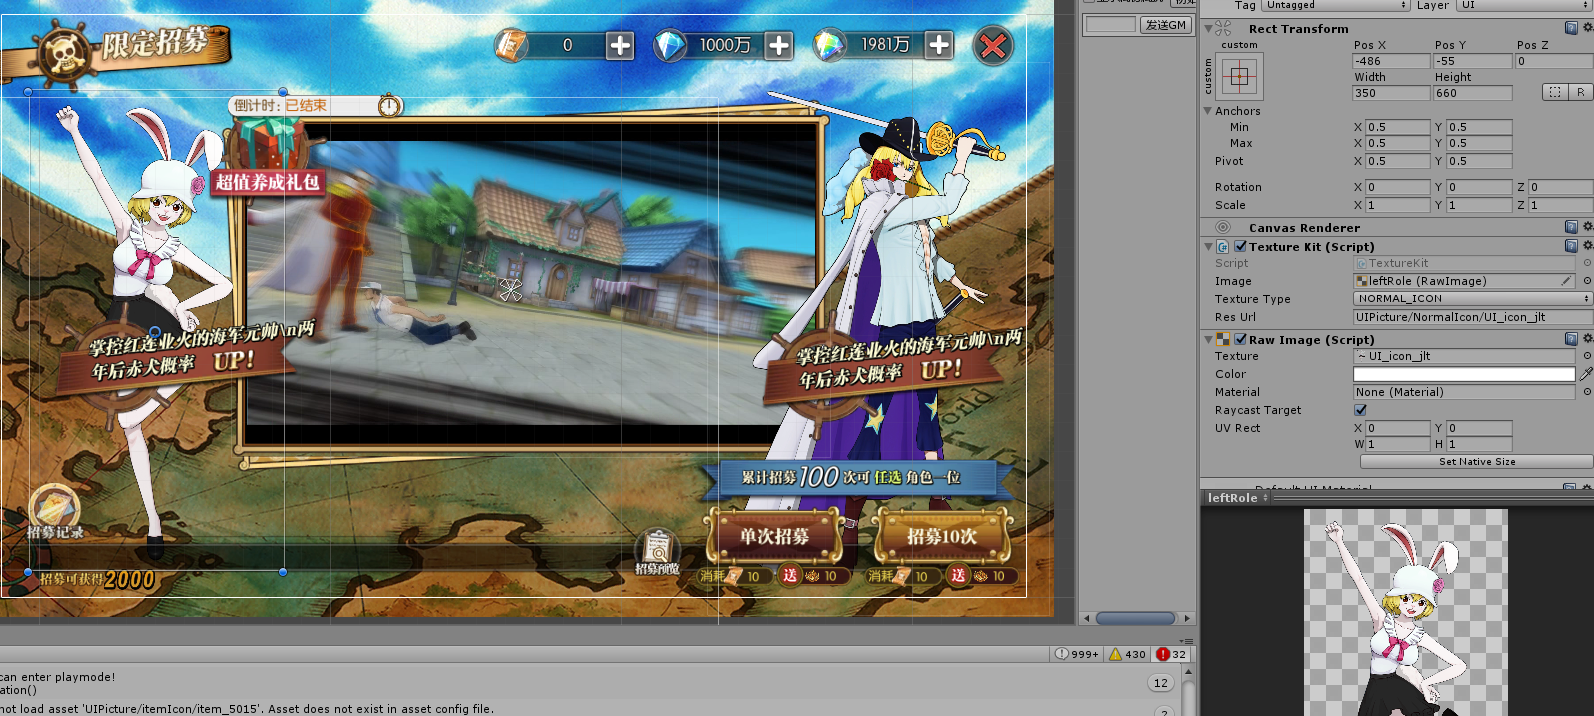 Tag Untagged Layer UI
发送GM
限定招募
0
1000万
1981万
Rect Transform
custom
custom
Pos X Pos Y Pos Z
-486 -55 0
Width Height
350 660
R
Anchors
Min X 0.5 Y 0.5
Max X 0.5 Y 0.5
Pivot X 0.5 Y 0.5
Rotation X 0 Y 0 Z 0
Scale X 1 Y 1 Z 1
Canvas Renderer
Texture Kit (Script)
Script TextureKit
Image leftRole (RawImage)
Texture Type NORMAL_ICON
Res Url UIPicture/NormalIcon/UI_icon_jlt
Raw Image (Script)
Texture ~UI_icon_jlt
Color
Material None (Material)
Raycast Target
UV Rect X 0 Y 0
W 1 H 1
Set Native Size
Default UI Material
leftRole
倒计时: 已结束
超值养成礼包
掌控红莲业火的海军元帅\n两
年后赤犬概率 UP!
掌控红莲业火的海军元帅\n两
年后赤犬概率 UP!
累计招募100次可 任选 角色一位
招募记录
招募可获得2000
招募预览
单次招募
招募10次
消耗 10 送 10
消耗 10 送 10
999+ 430 32
can enter playmode!
ation()
12
not load asset 'UIPicture/itemIcon/item_5015'. Asset does not exist in asset config file.
2